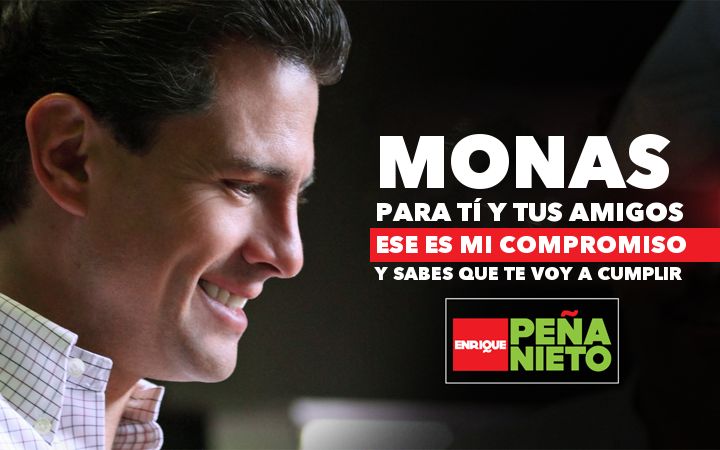 MONAS
PARA TÍ Y TUS AMIGOS
ESE ES MI COMPROMISO
Y SABES QUE TE VOY A CUMPLIR
ENRIQUE
PEÑA
NIETO